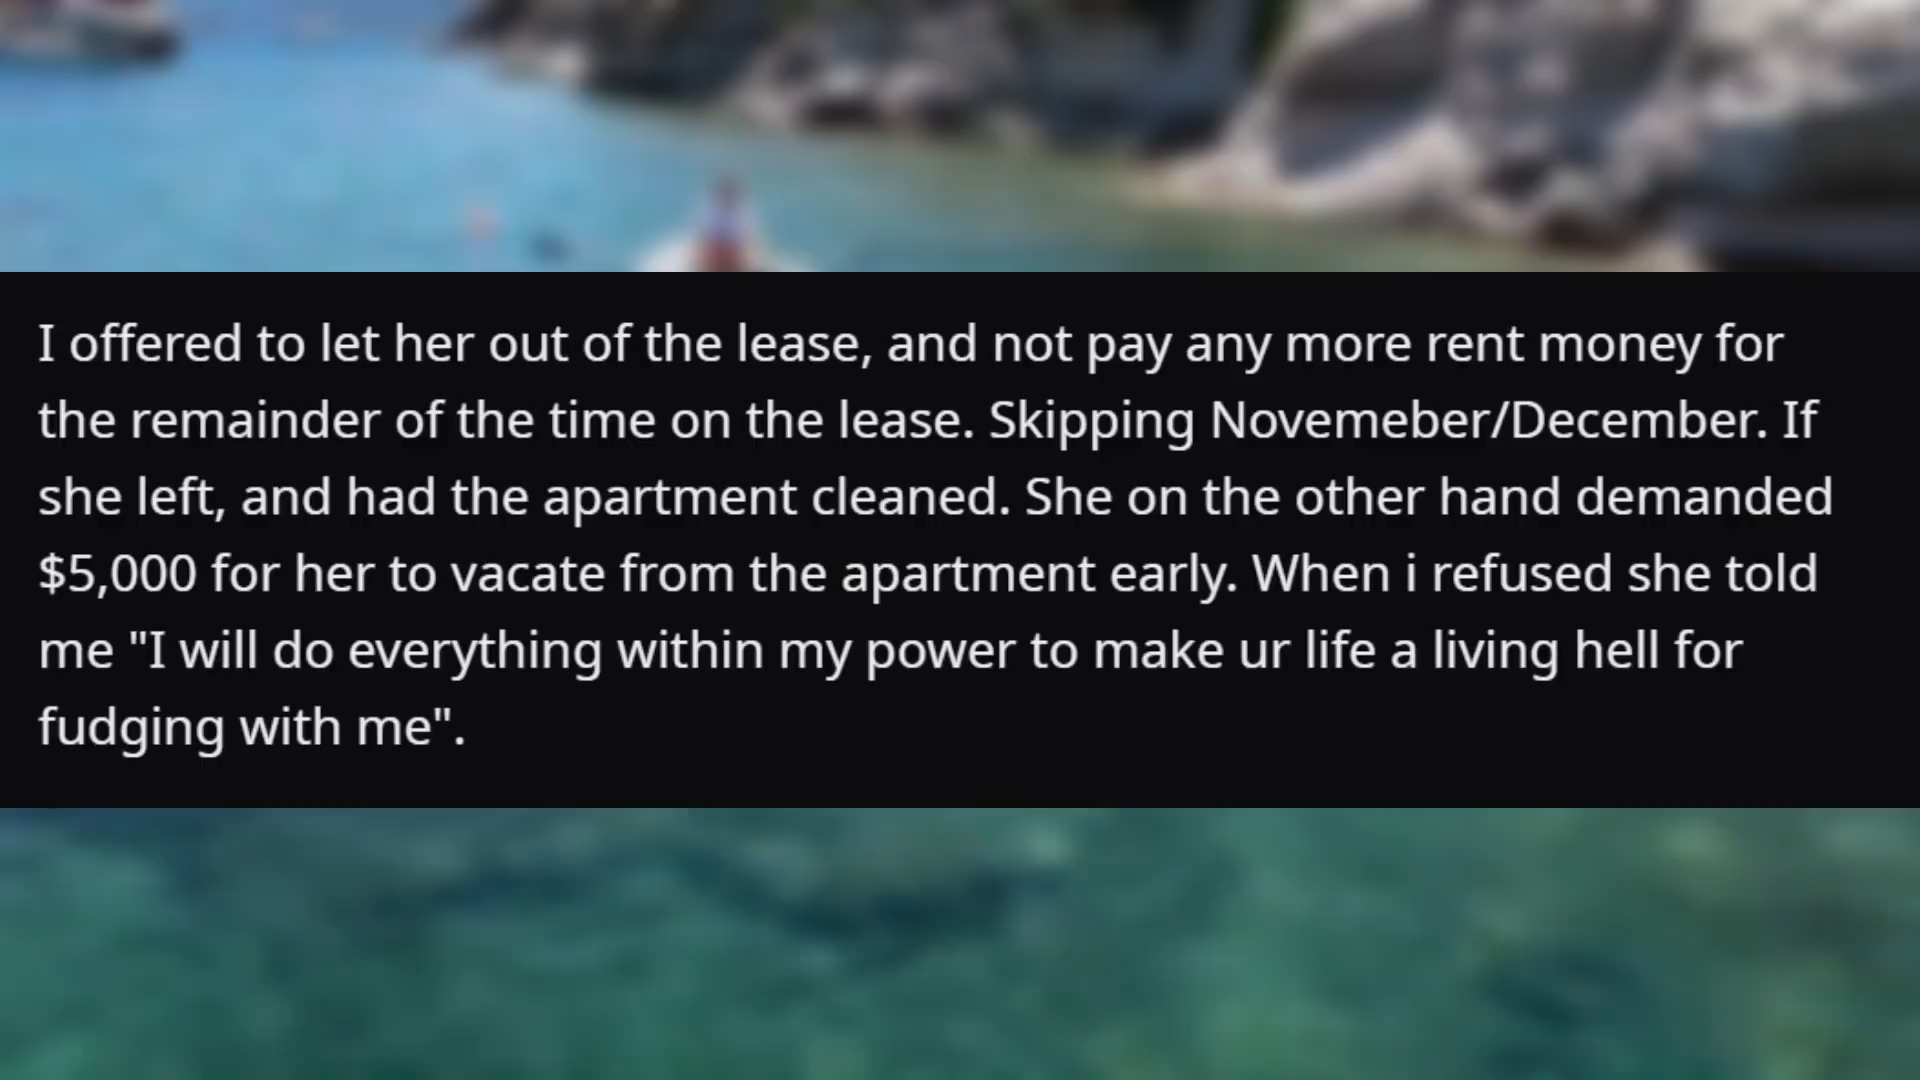 I offered to let her out of the lease, and not pay any more rent money for
the remainder of the time on the lease. Skipping Novemeber/December. If
she left, and had the apartment cleaned. She on the other hand demanded
$5,000 for her to vacate from the apartment early. When i refused she told
me "I will do everything within my power to make ur life a living hell for
fudging with me".